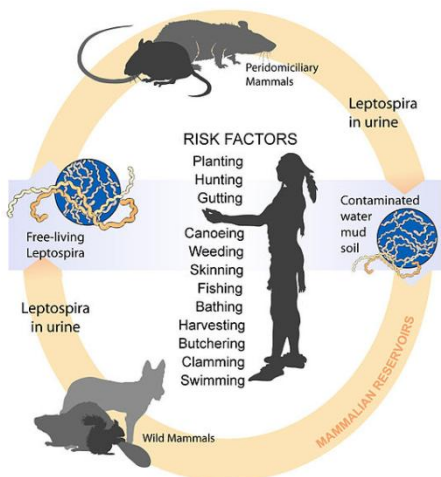 Peridomiciliary
Mammals
Leptospira
in urine
RISK FACTORS
Planting
Hunting
Gutting
Canoeing
Weeding
Skinning
Fishing
Bathing
Harvesting
Butchering
Clamming
Swimming
Free-living
Leptospira
Contaminated
water
mud
soil
Leptospira
in urine
Wild Mammals
MAMMALIAN RESERVOIRS